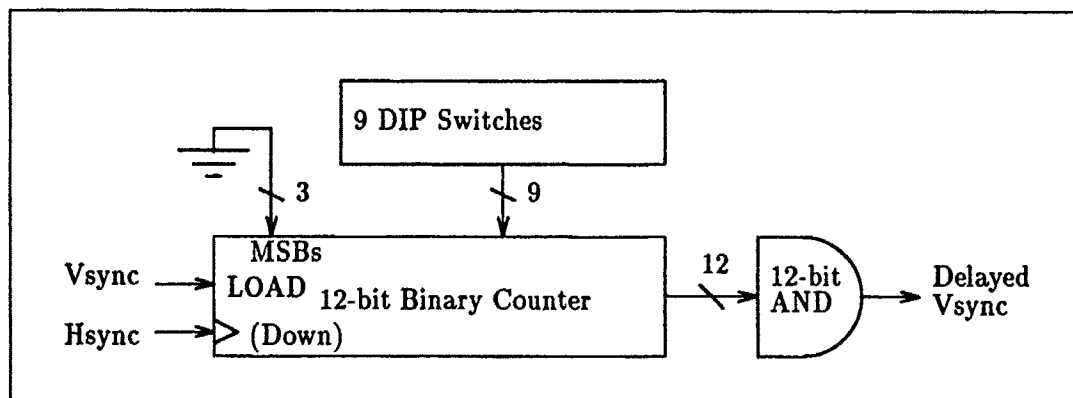 9 DIP Switches
3
9
MSBs
Vsync
LOAD
12-bit Binary Counter
Hsync
(Down)
12
12-bit
AND
Delayed
Vsync